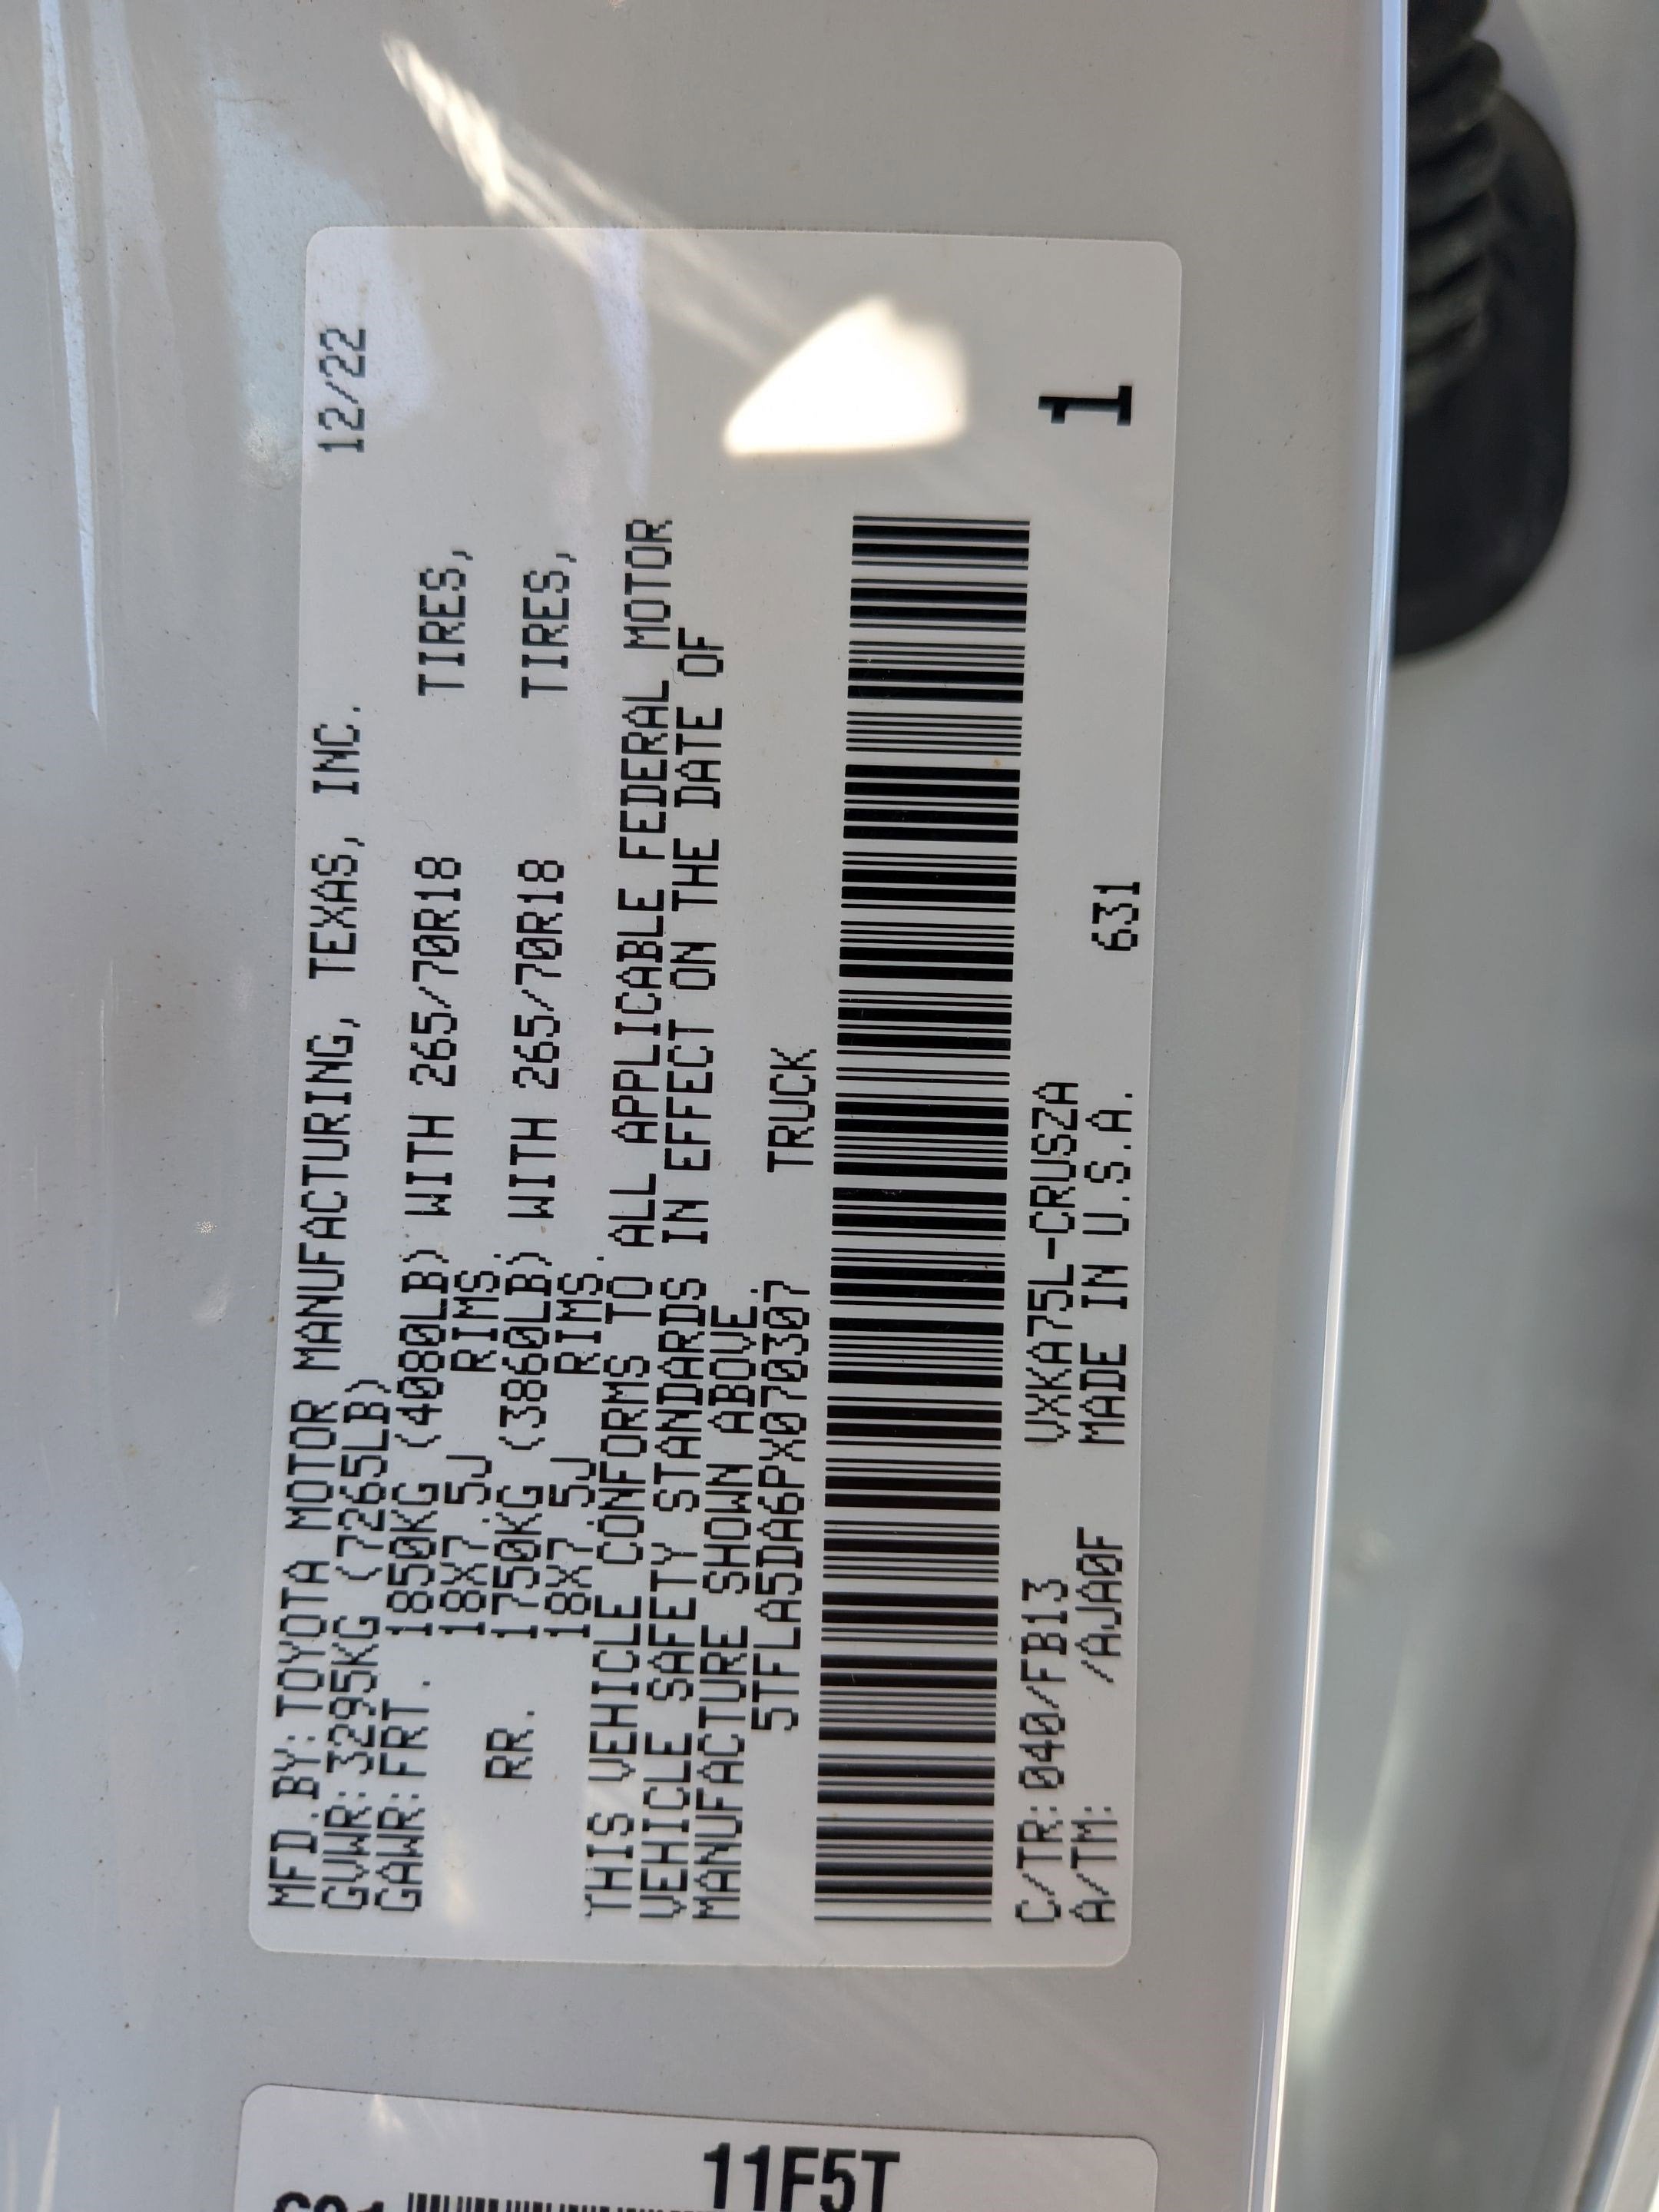 MFD.BY:TOYOTA MOTOR MANUFACTURING, TEXAS, INC. 12/22
GVWR:3295KG (7265LB)
GAWR:FRT. 1850KG (4080LB) WITH 265/70R18 TIRES,
18X7.5J RIMS
RR. 1750KG (3860LB) WITH 265/70R18 TIRES,
18X7.5J RIMS.
THIS VEHICLE CONFORMS TO ALL APPLICABLE FEDERAL MOTOR
VEHICLE SAFETY STANDARDS IN EFFECT ON THE DATE OF
MANUFACTURE SHOWN ABOVE.
5TFLA5DA6PX070307 TRUCK
C/TR:040/FB13 VXKA75L-CRUSZA 1
A/TM: /AJA0F MADE IN U.S.A. 631
11F5T